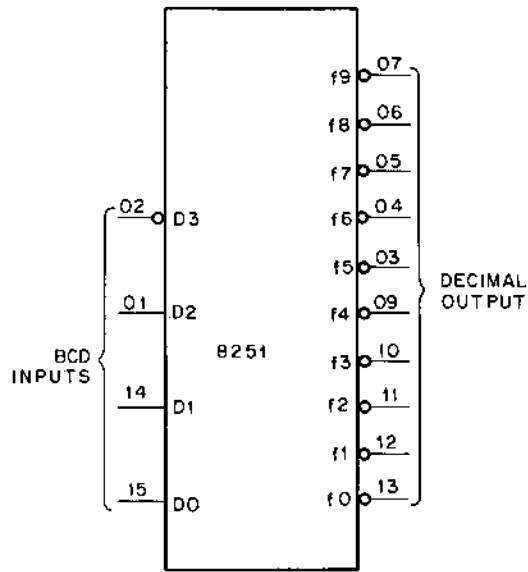 f9 07
f8 06
f7 05
02 D3 f6 04
f5 03
01 D2 f4 09
DECIMAL
OUTPUT
8251
BCD
INPUTS
f3 10
14 D1 f2 11
f1 12
15 D0 f0 13